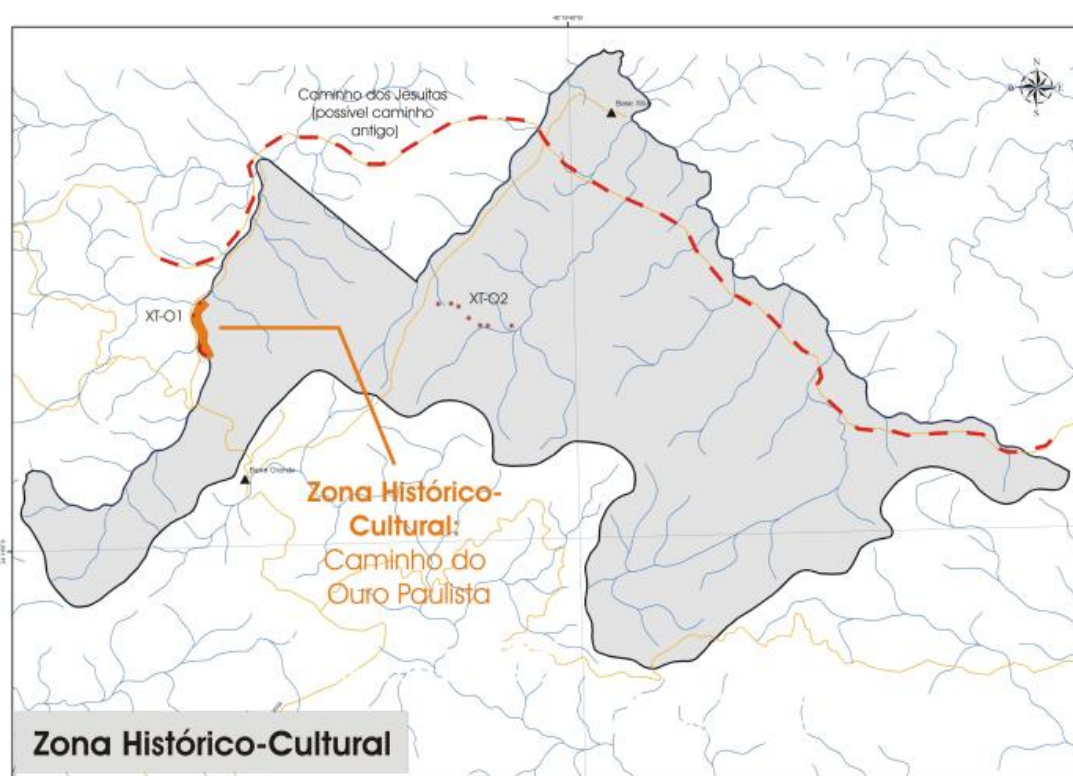 Caminho dos Jesuítas
(possível caminho
antigo)
N
E
S
XT-O1
XT-O2
Zona Histórico-
Cultural:
Caminho do
Ouro Paulista
Zona Histórico-Cultural